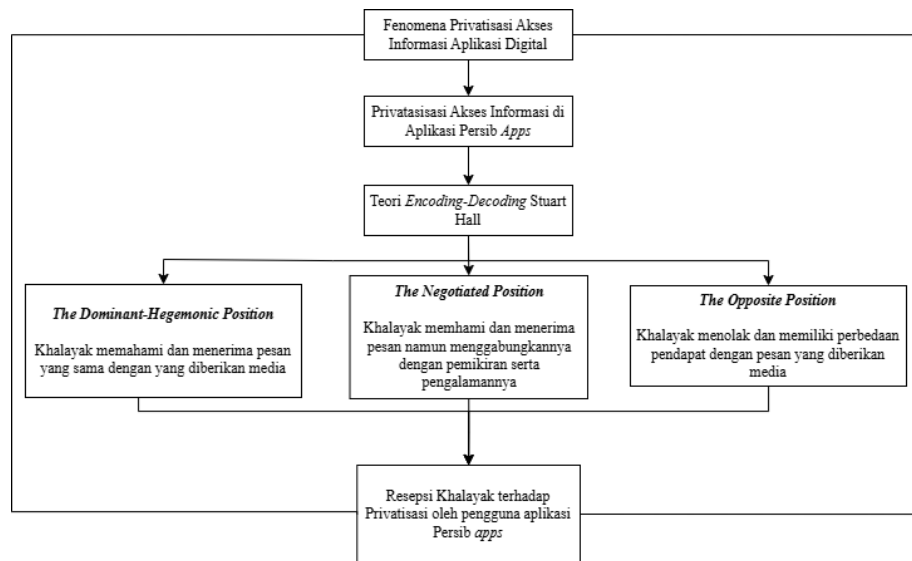 Fenomena Privatisasi Akses
Informasi Aplikasi Digital
Privatasisasi Akses Informasi di
Aplikasi Persib Apps
Teori Encoding-Decoding Stuart
Hall
The Dominant-Hegemonic Position
Khalayak memahami dan menerima pesan
yang sama dengan yang diberikan media
The Negotiated Position
Khalayak memhami dan menerima
pesan namun menggabungkannya
dengan pemikiran serta
pengalamannya
The Opposite Position
Khalayak menolak dan memiliki perbedaan
pendapat dengan pesan yang diberikan
media
Resepsi Khalayak terhadap
Privatisasi oleh pengguna aplikasi
Persib apps